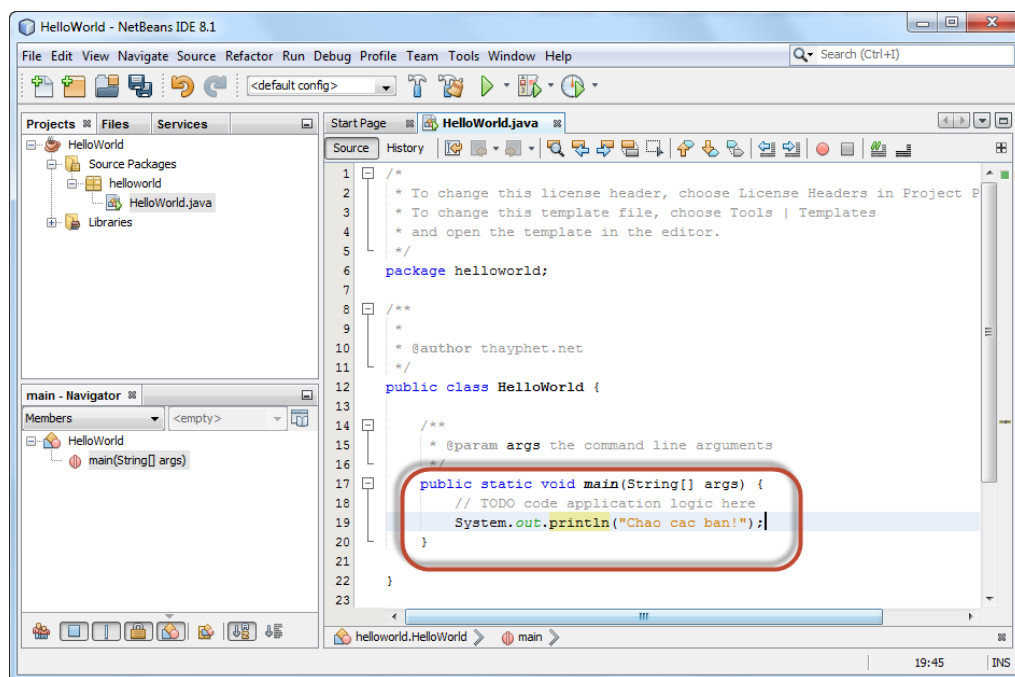 HelloWorld - NetBeans IDE 8.1
File Edit View Navigate Source Refactor Run Debug Profile Team Tools Window Help
Search (Ctrl+I)
<default config>
Projects Files Services
HelloWorld
Source Packages
helloworld
HelloWorld.java
Libraries
main - Navigator
Members <empty>
HelloWorld
main(String[] args)
Start Page HelloWorld.java
Source History
1 /*
2 * To change this license header, choose License Headers in Project P
3 * To change this template file, choose Tools | Templates
4 * and open the template in the editor.
5 */
6 package helloworld;
7
8 /**
9 *
10 * @author thayphet.net
11 */
12 public class HelloWorld {
13
14 /**
15 * @param args the command line arguments
16 */
17 public static void main(String[] args) {
18 // TODO code application logic here
19 System.out.println("Chao cac ban!");
20 }
21
22 }
23
helloworld.HelloWorld main
19:45 INS